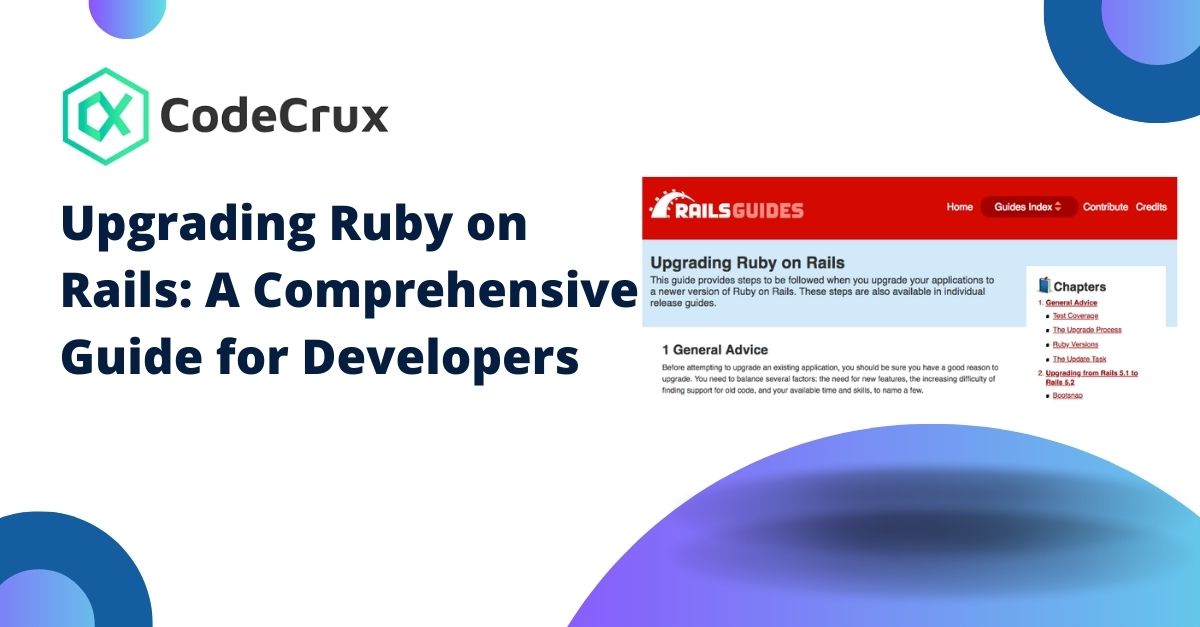 CodeCrux
Upgrading Ruby on
Rails: A Comprehensive
Guide for Developers
RAILSGUIDES
Home Guides Index Contribute Credits
Upgrading Ruby on Rails
This guide provides steps to be followed when you upgrade your applications to
a newer version of Ruby on Rails. These steps are also available in individual
release guides.
Chapters
1. General Advice
Test Coverage
The Upgrade Process
Ruby Versions
The Update Task
2. Upgrading from Rails 5.1 to
Rails 5.2
Bootsnap
1 General Advice
Before attempting to upgrade an existing application, you should be sure you have a good reason to
upgrade. You need to balance several factors: the need for new features, the increasing difficulty of
finding support for old code, and your available time and skills, to name a few.